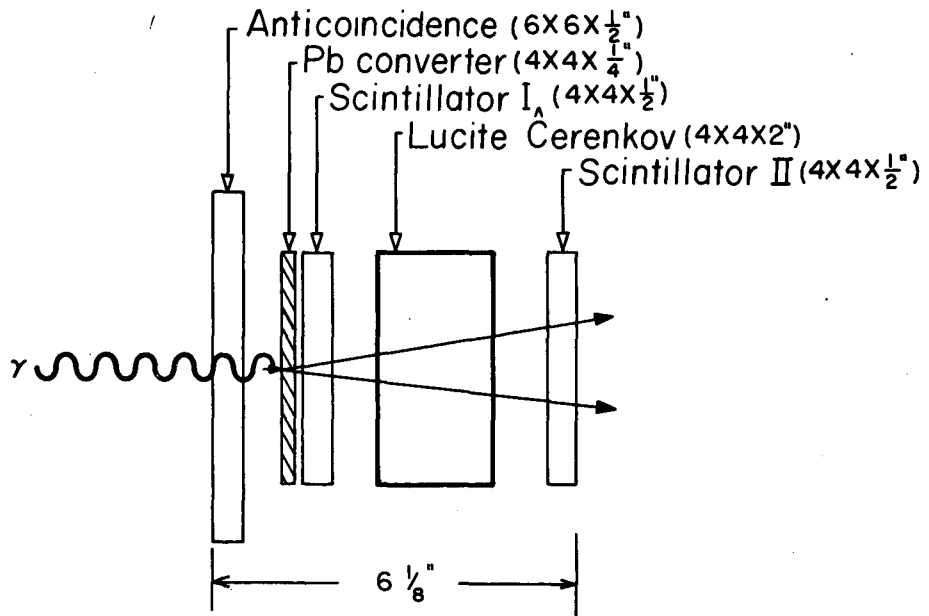 Anticoincidence (6X6X½")
Pb converter (4X4X¼")
Scintillator I (4X4X½")
Lucite Čerenkov (4X4X2")
Scintillator II (4X4X½")
γ
6 ⅛"